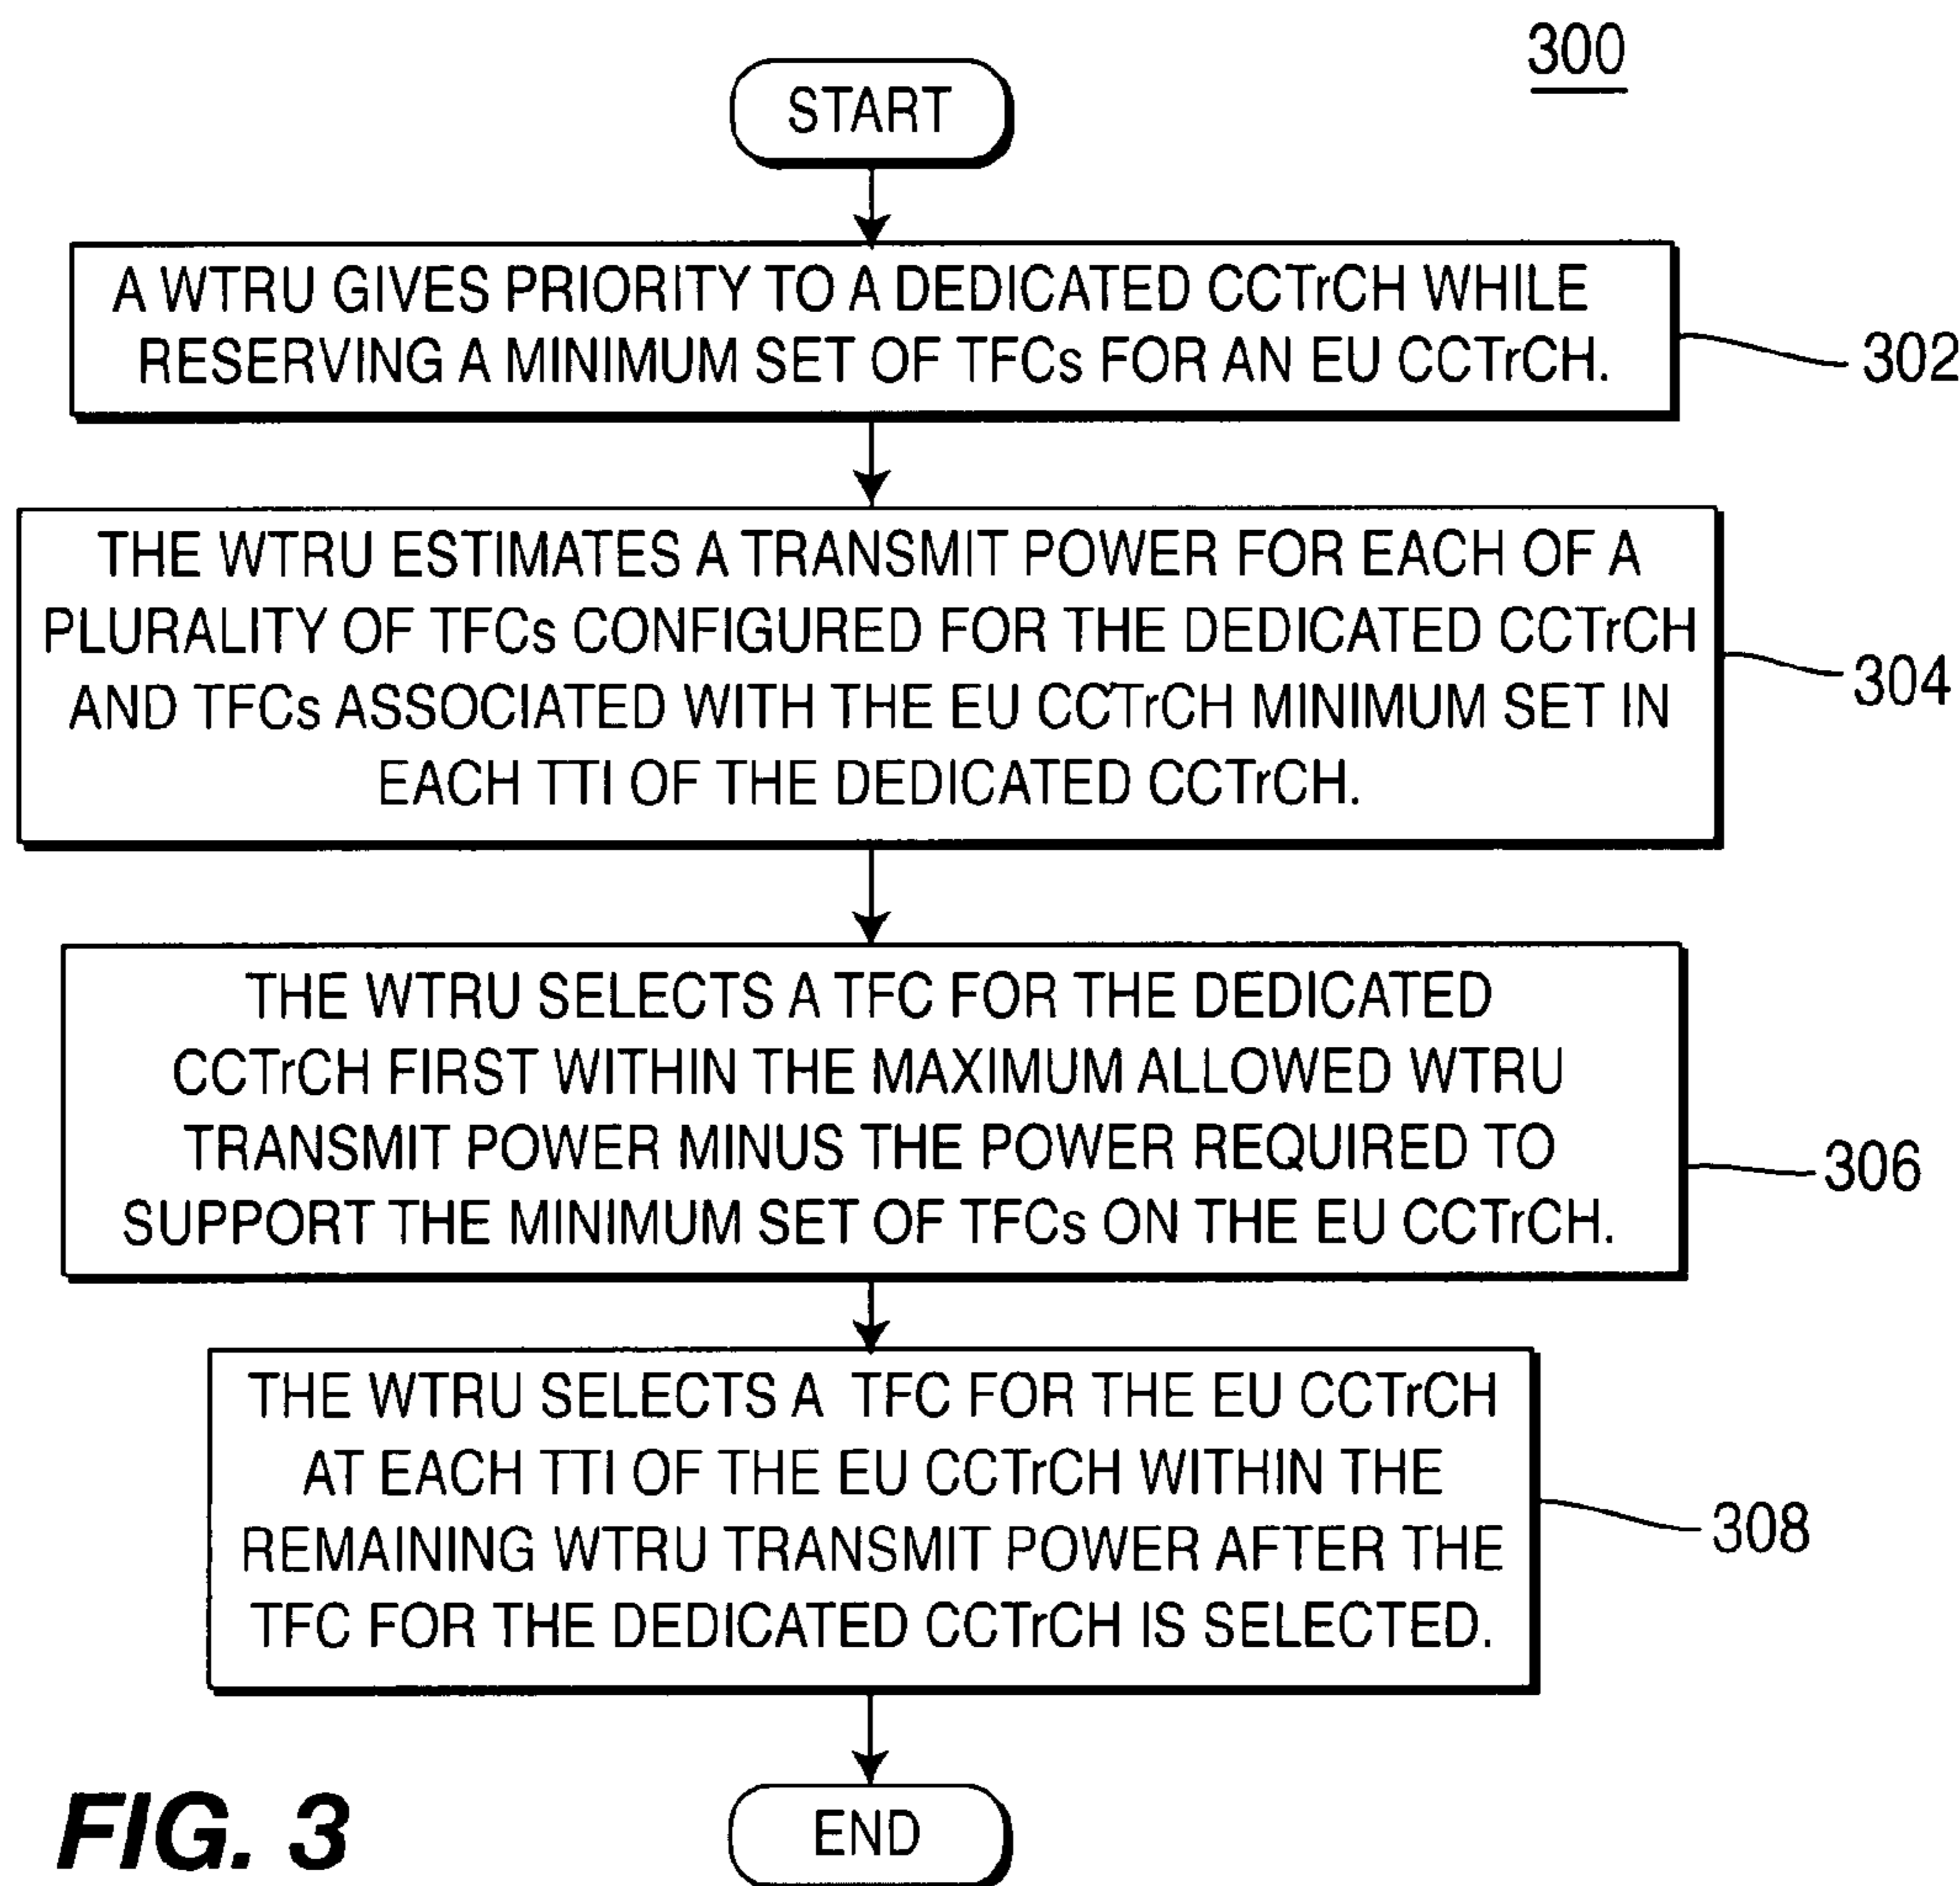 300
START
A WTRU GIVES PRIORITY TO A DEDICATED CCTrCH WHILE
RESERVING A MINIMUM SET OF TFCs FOR AN EU CCTrCH.
302
THE WTRU ESTIMATES A TRANSMIT POWER FOR EACH OF A
PLURALITY OF TFCs CONFIGURED FOR THE DEDICATED CCTrCH
AND TFCs ASSOCIATED WITH THE EU CCTrCH MINIMUM SET IN
EACH TTI OF THE DEDICATED CCTrCH.
304
THE WTRU SELECTS A TFC FOR THE DEDICATED
CCTrCH FIRST WITHIN THE MAXIMUM ALLOWED WTRU
TRANSMIT POWER MINUS THE POWER REQUIRED TO
SUPPORT THE MINIMUM SET OF TFCs ON THE EU CCTrCH.
306
THE WTRU SELECTS A TFC FOR THE EU CCTrCH
AT EACH TTI OF THE EU CCTrCH WITHIN THE
REMAINING WTRU TRANSMIT POWER AFTER THE
TFC FOR THE DEDICATED CCTrCH IS SELECTED.
308
END
FIG. 3